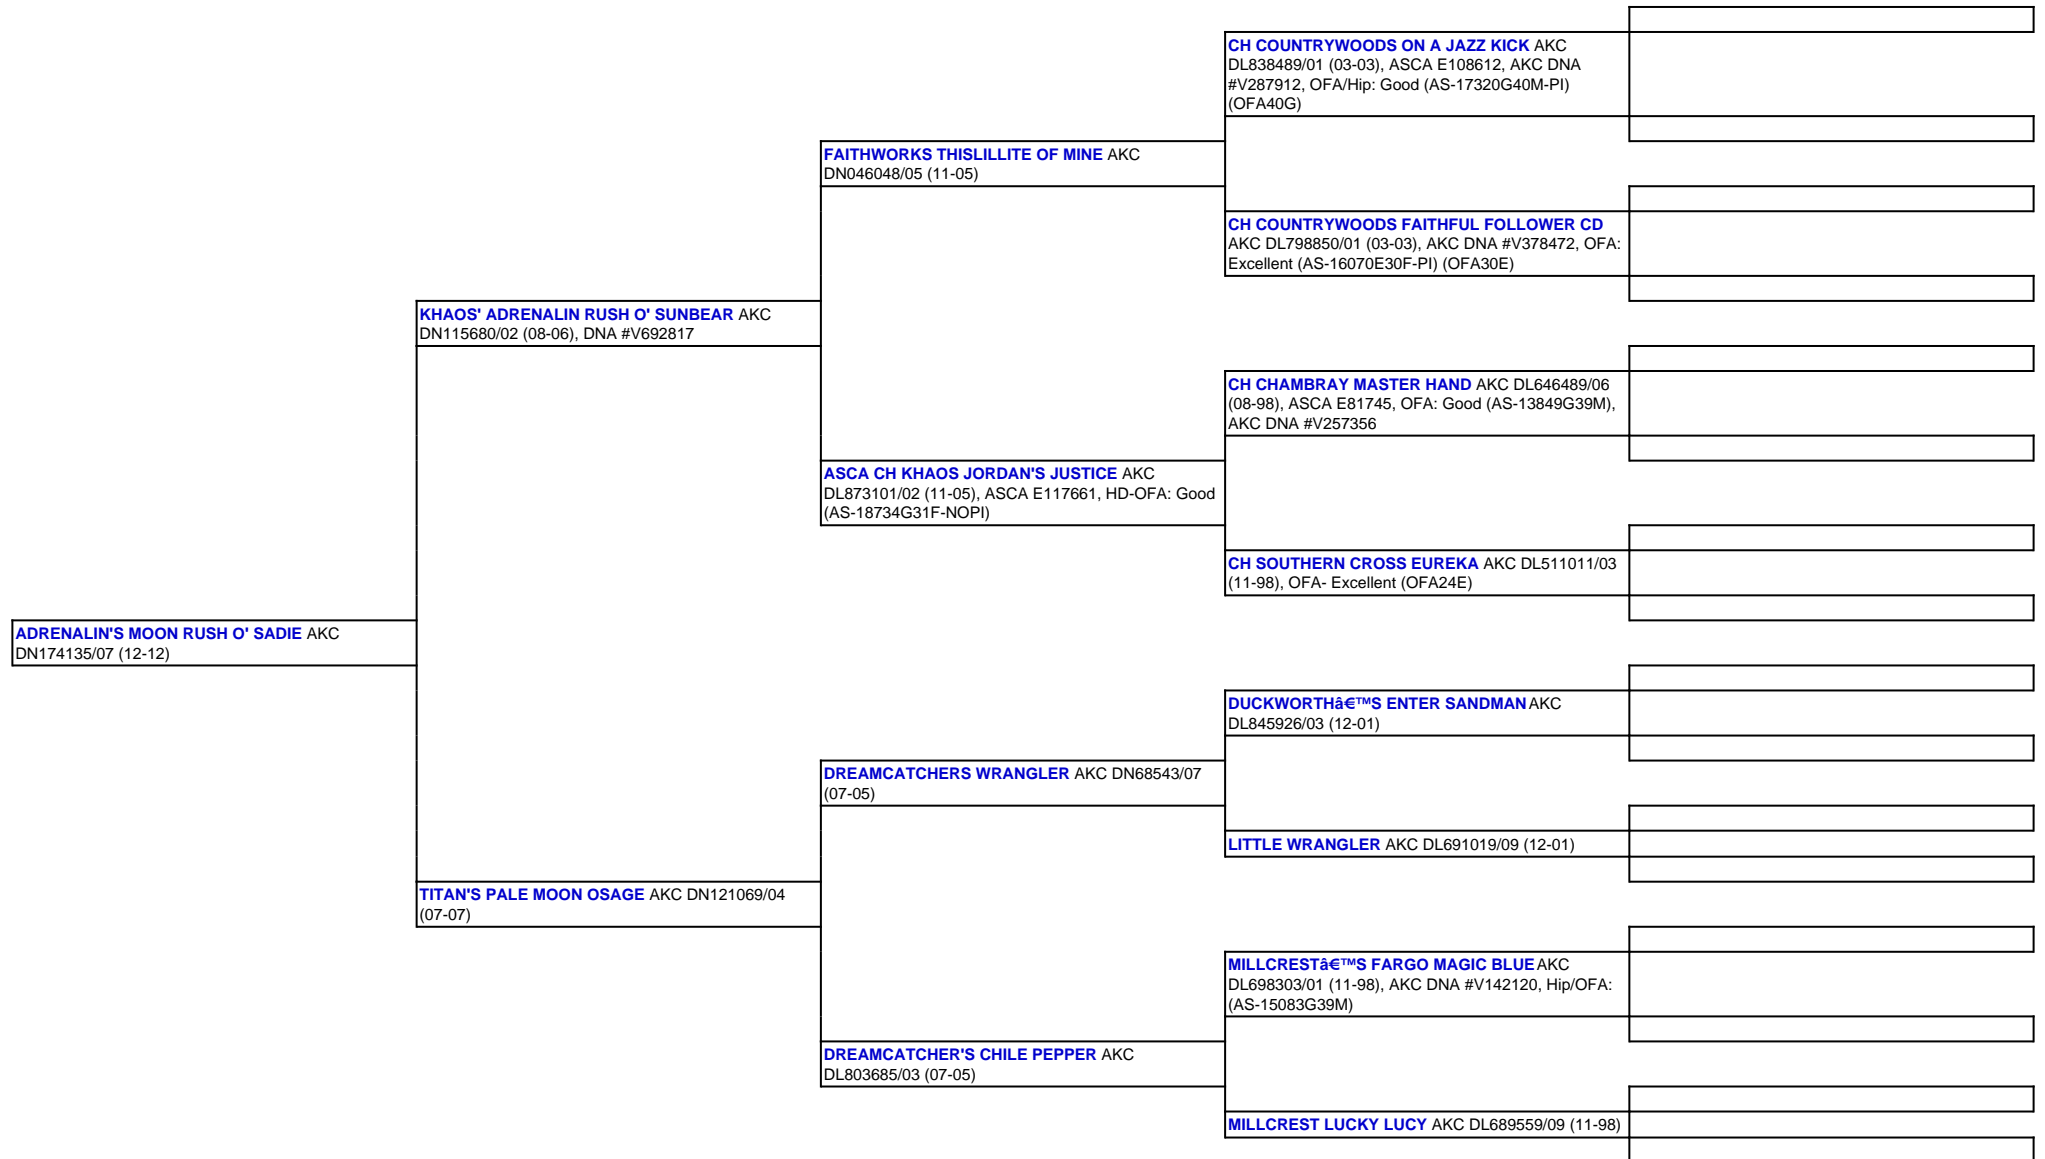 CH COUNTRYWOODS ON A JAZZ KICK AKC
DL838489/01 (03-03), ASCA E108612, AKC DNA
#V287912, OFA/Hip: Good (AS-17320G40M-PI)
(OFA40G)
FAITHWORKS THISLILLITE OF MINE AKC
DN046048/05 (11-05)
CH COUNTRYWOODS FAITHFUL FOLLOWER CD
AKC DL798850/01 (03-03), AKC DNA #V378472, OFA:
Excellent (AS-16070E30F-PI) (OFA30E)
KHAOS' ADRENALIN RUSH O' SUNBEAR AKC
DN115680/02 (08-06), DNA #V692817
CH CHAMBRAY MASTER HAND AKC DL646489/06
(08-98), ASCA E81745, OFA: Good (AS-13849G39M),
AKC DNA #V257356
ASCA CH KHAOS JORDAN'S JUSTICE AKC
DL873101/02 (11-05), ASCA E117661, HD-OFA: Good
(AS-18734G31F-NOPI)
CH SOUTHERN CROSS EUREKA AKC DL511011/03
(11-98), OFA- Excellent (OFA24E)
ADRENALIN'S MOON RUSH O' SADIE AKC
DN174135/07 (12-12)
DUCKWORTHâ€™S ENTER SANDMAN AKC
DL845926/03 (12-01)
DREAMCATCHERS WRANGLER AKC DN68543/07
(07-05)
LITTLE WRANGLER AKC DL691019/09 (12-01)
TITAN'S PALE MOON OSAGE AKC DN121069/04
(07-07)
MILLCRESTâ€™S FARGO MAGIC BLUE AKC
DL698303/01 (11-98), AKC DNA #V142120, Hip/OFA:
(AS-15083G39M)
DREAMCATCHER'S CHILE PEPPER AKC
DL803685/03 (07-05)
MILLCREST LUCKY LUCY AKC DL689559/09 (11-98)